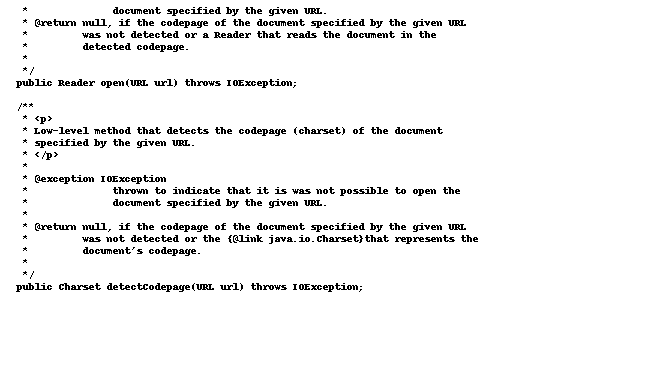 *              document specified by the given URL.
 * @return null, if the codepage of the document specified by the given URL
 *         was not detected or a Reader that reads the document in the
 *         detected codepage.
 *
 */
public Reader open(URL url) throws IOException;

/**
 * <p>
 * Low-level method that detects the codepage (charset) of the document
 * specified by the given URL.
 * </p>
 *
 * @exception IOException
 *              thrown to indicate that it is was not possible to open the
 *              document specified by the given URL.
 *
 * @return null, if the codepage of the document specified by the given URL
 *         was not detected or the {@link java.io.Charset}that represents the
 *         document's codepage.
 *
 */
public Charset detectCodepage(URL url) throws IOException;